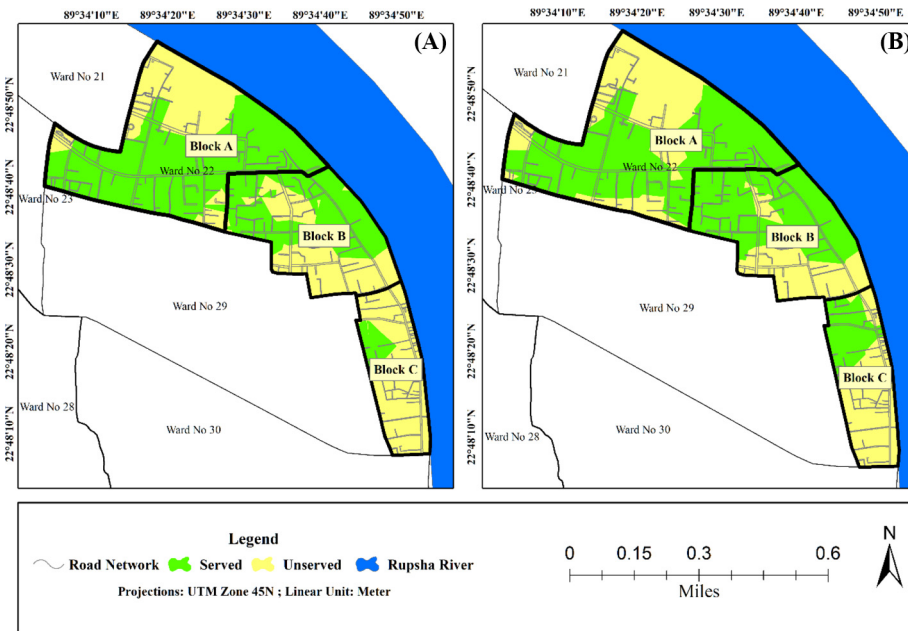 89°34'10"E 89°34'20"E 89°34'30"E 89°34'40"E 89°34'50"E
(A)
Ward No 21
22°48'50"N
Block A
22°48'40"N
Ward No 22
Ward No 23
Block B
22°48'30"N
Ward No 29
22°48'20"N
Block C
Ward No 28
22°48'10"N
Ward No 30
89°34'10"E 89°34'20"E 89°34'30"E 89°34'40"E 89°34'50"E
(B)
Ward No 21
22°48'50"N
Block A
22°48'40"N
Ward No 22
Ward No 23
Block B
22°48'30"N
Ward No 29
22°48'20"N
Block C
Ward No 28
22°48'10"N
Ward No 30
Legend
Road Network Served Unserved Rupsha River
Projections: UTM Zone 45N ; Linear Unit: Meter
0 0.15 0.3 0.6
Miles
N